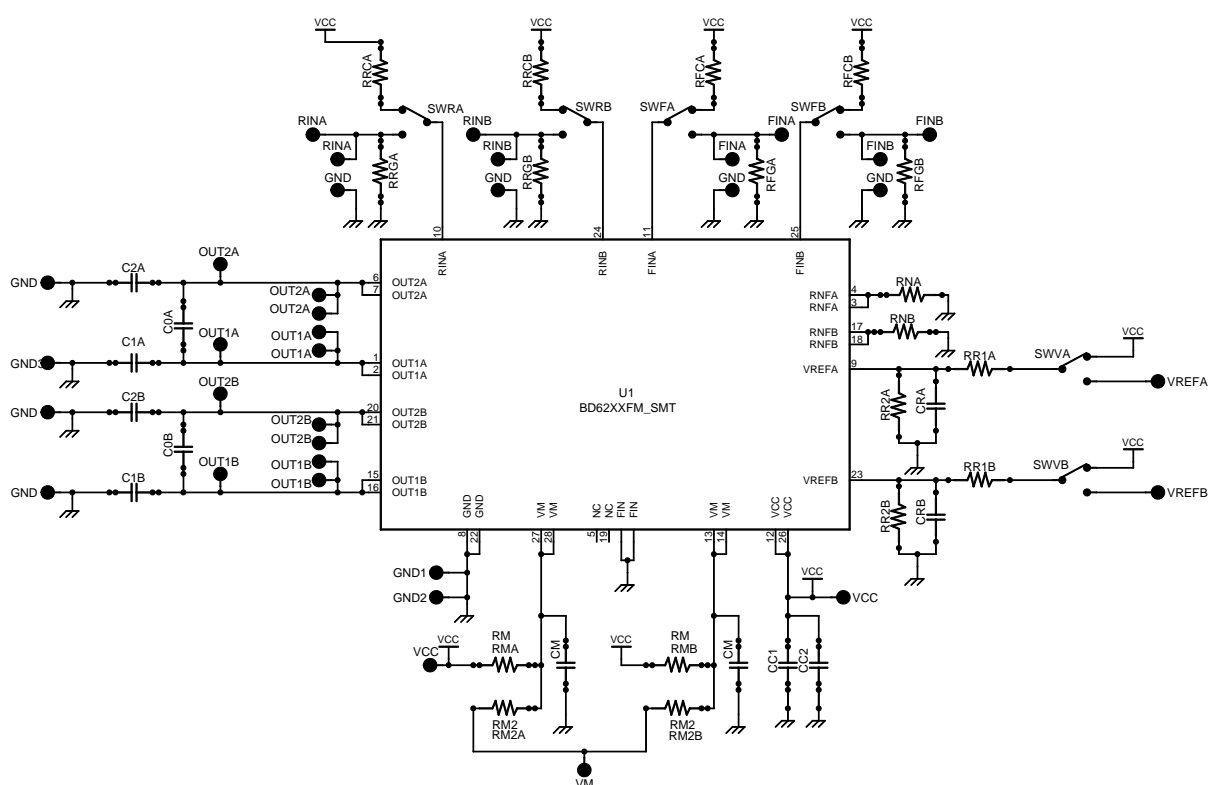 VCC
VCC
VCC
VCC
RRCA
RRCB
RFCA
RFCB
SWRA
SWRB
SWFA
SWFB
RINA
RINB
FINA
FINB
RINA
RINB
FINA
FINB
GND
GND
GND
GND
RRGA
RRGB
RFGA
RFGB
10
24
11
25
RINA
RINB
FINA
FINB
OUT2A
C2A
GND
6
OUT2A
7
OUT2A
OUT2A
OUT2A
C0A
OUT1A
OUT1A
OUT1A
C1A
GND3
1
OUT1A
2
OUT1A
OUT2B
C2B
GND
20
OUT2B
21
OUT2B
OUT2B
OUT2B
C0B
OUT1B
OUT1B
OUT1B
C1B
GND
15
OUT1B
16
OUT1B
U1
BD62XXFM_SMT
RNFA
4
RNA
RNFA
3
RNFB
17
RNB
RNFB
18
VREFA
9
RR1A
SWVA
VCC
VREFA
RR2A
CRA
VREFB
23
RR1B
SWVB
VCC
VREFB
RR2B
CRB
GND
GND
VM
VM
NC
NC
FIN
FIN
VM
VM
VCC
VCC
8
22
27
28
5
19
13
14
12
26
GND1
GND2
VCC
VCC
VCC
VCC
RM
RMA
CM
VCC
RM
RMB
CM
CC1
CC2
RM2
RM2A
RM2
RM2B
VM